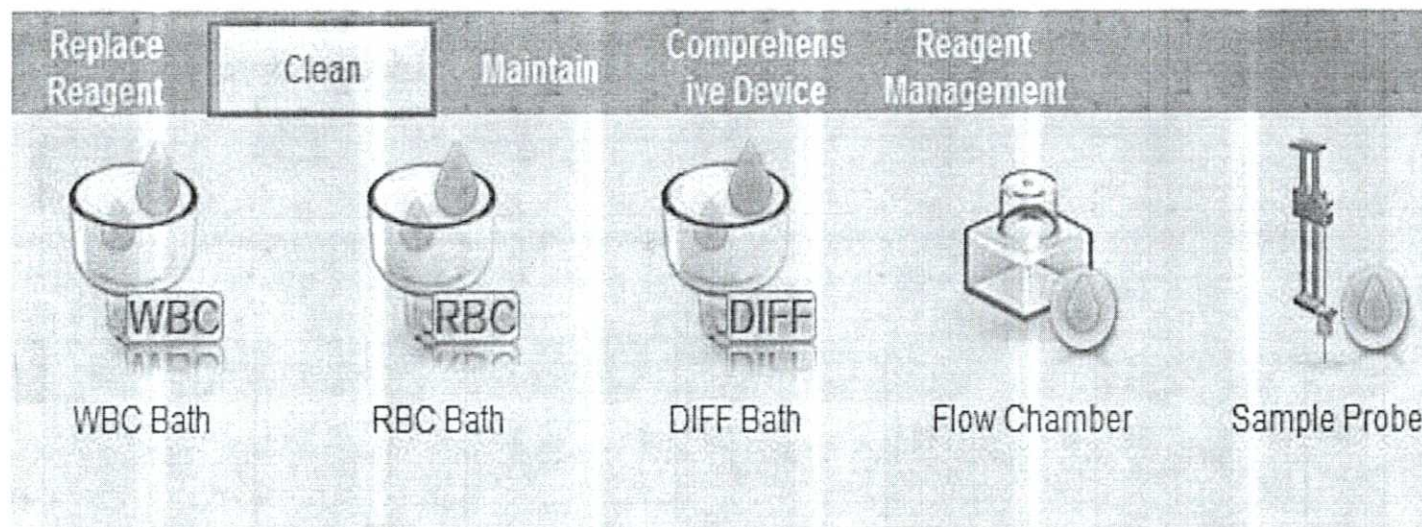 Replace
Reagent
Clean
Maintain
Comprehens
ive Device
Reagent
Management
WBC
RBC
DIFF
WBC Bath
RBC Bath
DIFF Bath
Flow Chamber
Sample Probe